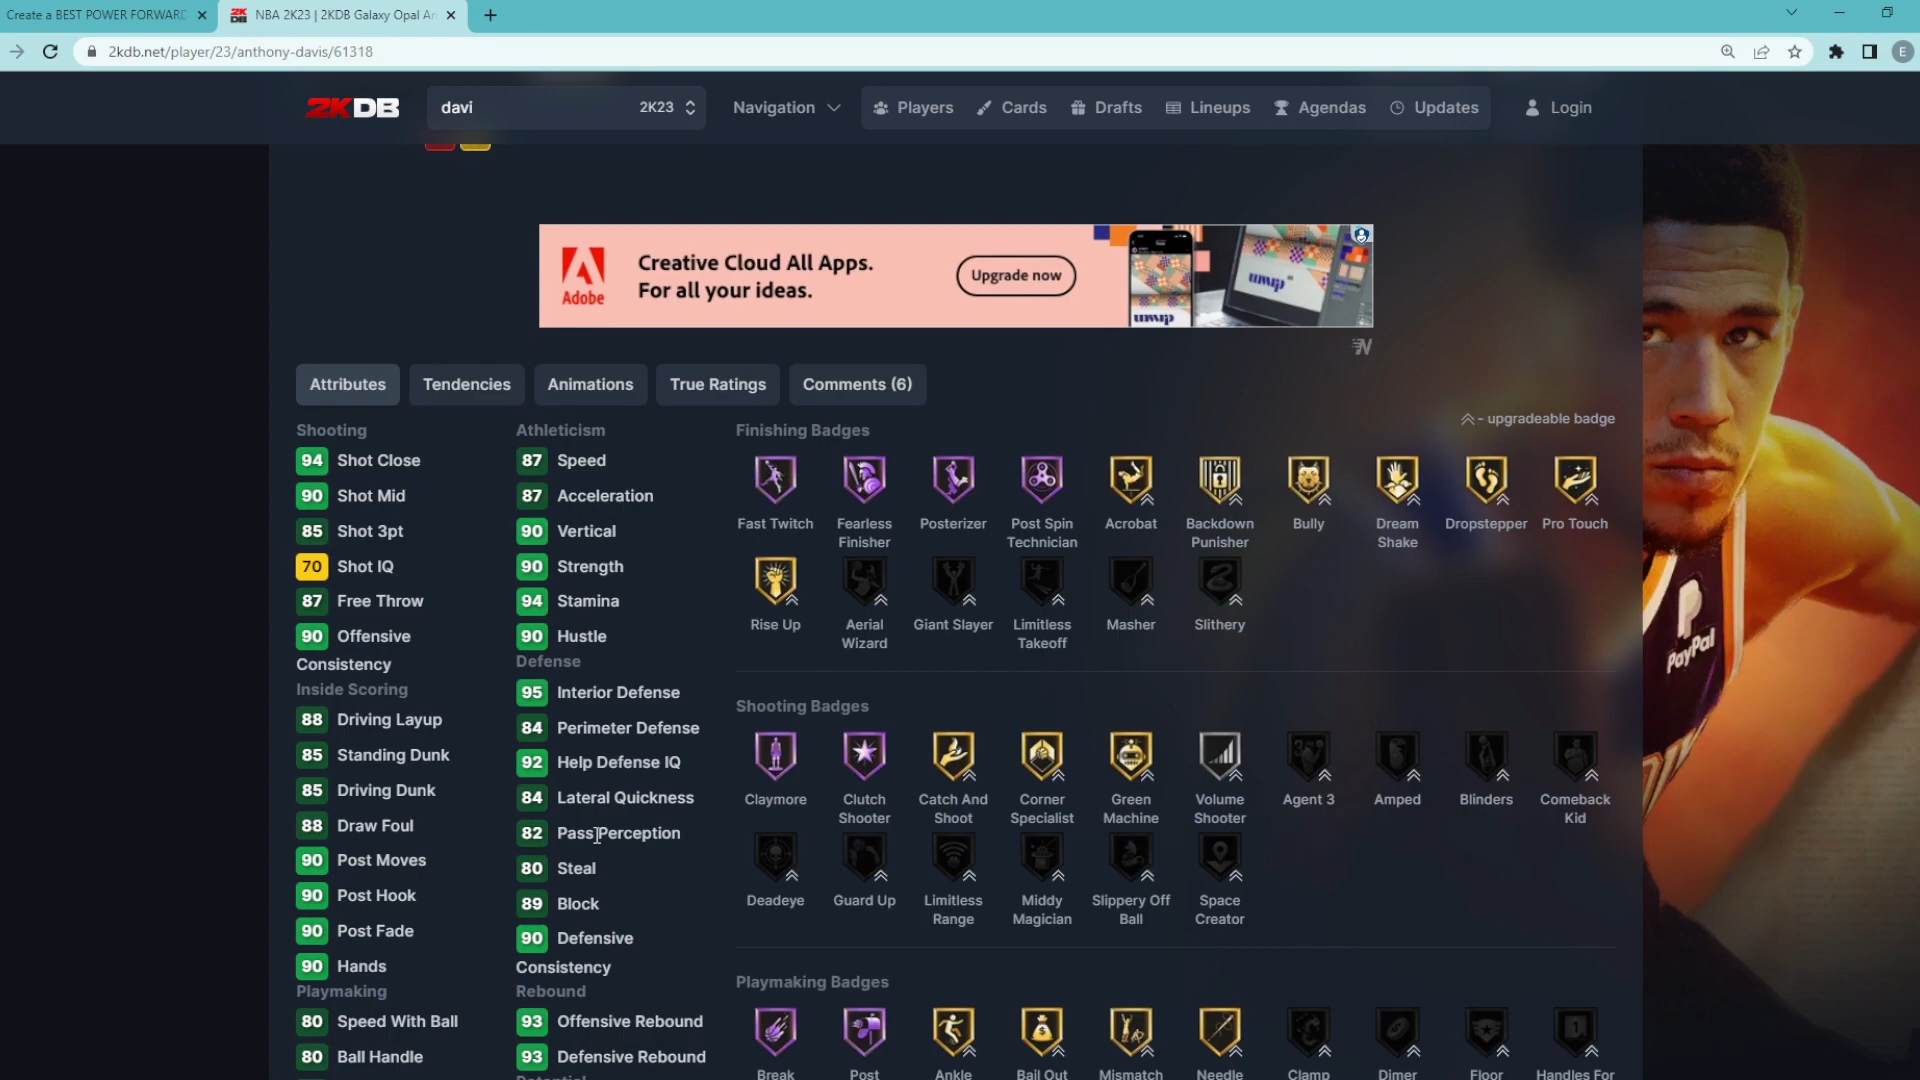 Create a BEST POWER FORWARD
NBA 2K23 | 2KDB Galaxy Opal An
2kdb.net/player/23/anthony-davis/61318
E
2KDB
davi
2K23
Navigation
Players
Cards
Drafts
Lineups
Agendas
Updates
Login
Adobe
Creative Cloud All Apps.
For all your ideas.
Upgrade now
Attributes
Tendencies
Animations
True Ratings
Comments (6)
- upgradeable badge
Shooting
94 Shot Close
90 Shot Mid
85 Shot 3pt
70 Shot IQ
87 Free Throw
90 Offensive
Consistency
Inside Scoring
88 Driving Layup
85 Standing Dunk
85 Driving Dunk
88 Draw Foul
90 Post Moves
90 Post Hook
90 Post Fade
90 Hands
Playmaking
80 Speed With Ball
80 Ball Handle
Athleticism
87 Speed
87 Acceleration
90 Vertical
90 Strength
94 Stamina
90 Hustle
Defense
95 Interior Defense
84 Perimeter Defense
92 Help Defense IQ
84 Lateral Quickness
82 Pass Perception
80 Steal
89 Block
90 Defensive
Consistency
Rebound
93 Offensive Rebound
93 Defensive Rebound
Potential
Finishing Badges
Fast Twitch
Fearless
Finisher
Posterizer
Post Spin
Technician
Acrobat
Backdown
Punisher
Bully
Dream
Shake
Dropstepper
Pro Touch
Rise Up
Aerial
Wizard
Giant Slayer
Limitless
Takeoff
Masher
Slithery
Shooting Badges
Claymore
Clutch
Shooter
Catch And
Shoot
Corner
Specialist
Green
Machine
Volume
Shooter
Agent 3
Amped
Blinders
Comeback
Kid
Deadeye
Guard Up
Limitless
Range
Middy
Magician
Slippery Off
Ball
Space
Creator
Playmaking Badges
Break
Post
Ankle
Bail Out
Mismatch
Needle
Clamp
Dimer
Floor
Handles For
PayPal